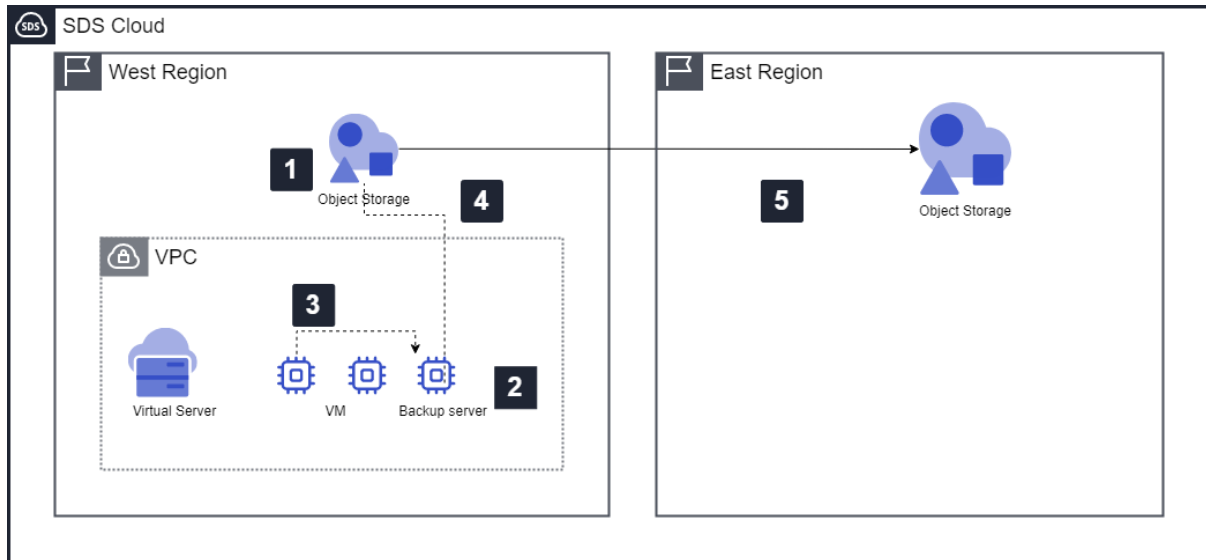 SDS
SDS Cloud
West Region
East Region
1
Object Storage
4
5
Object Storage
VPC
3
2
Virtual Server
VM
Backup server